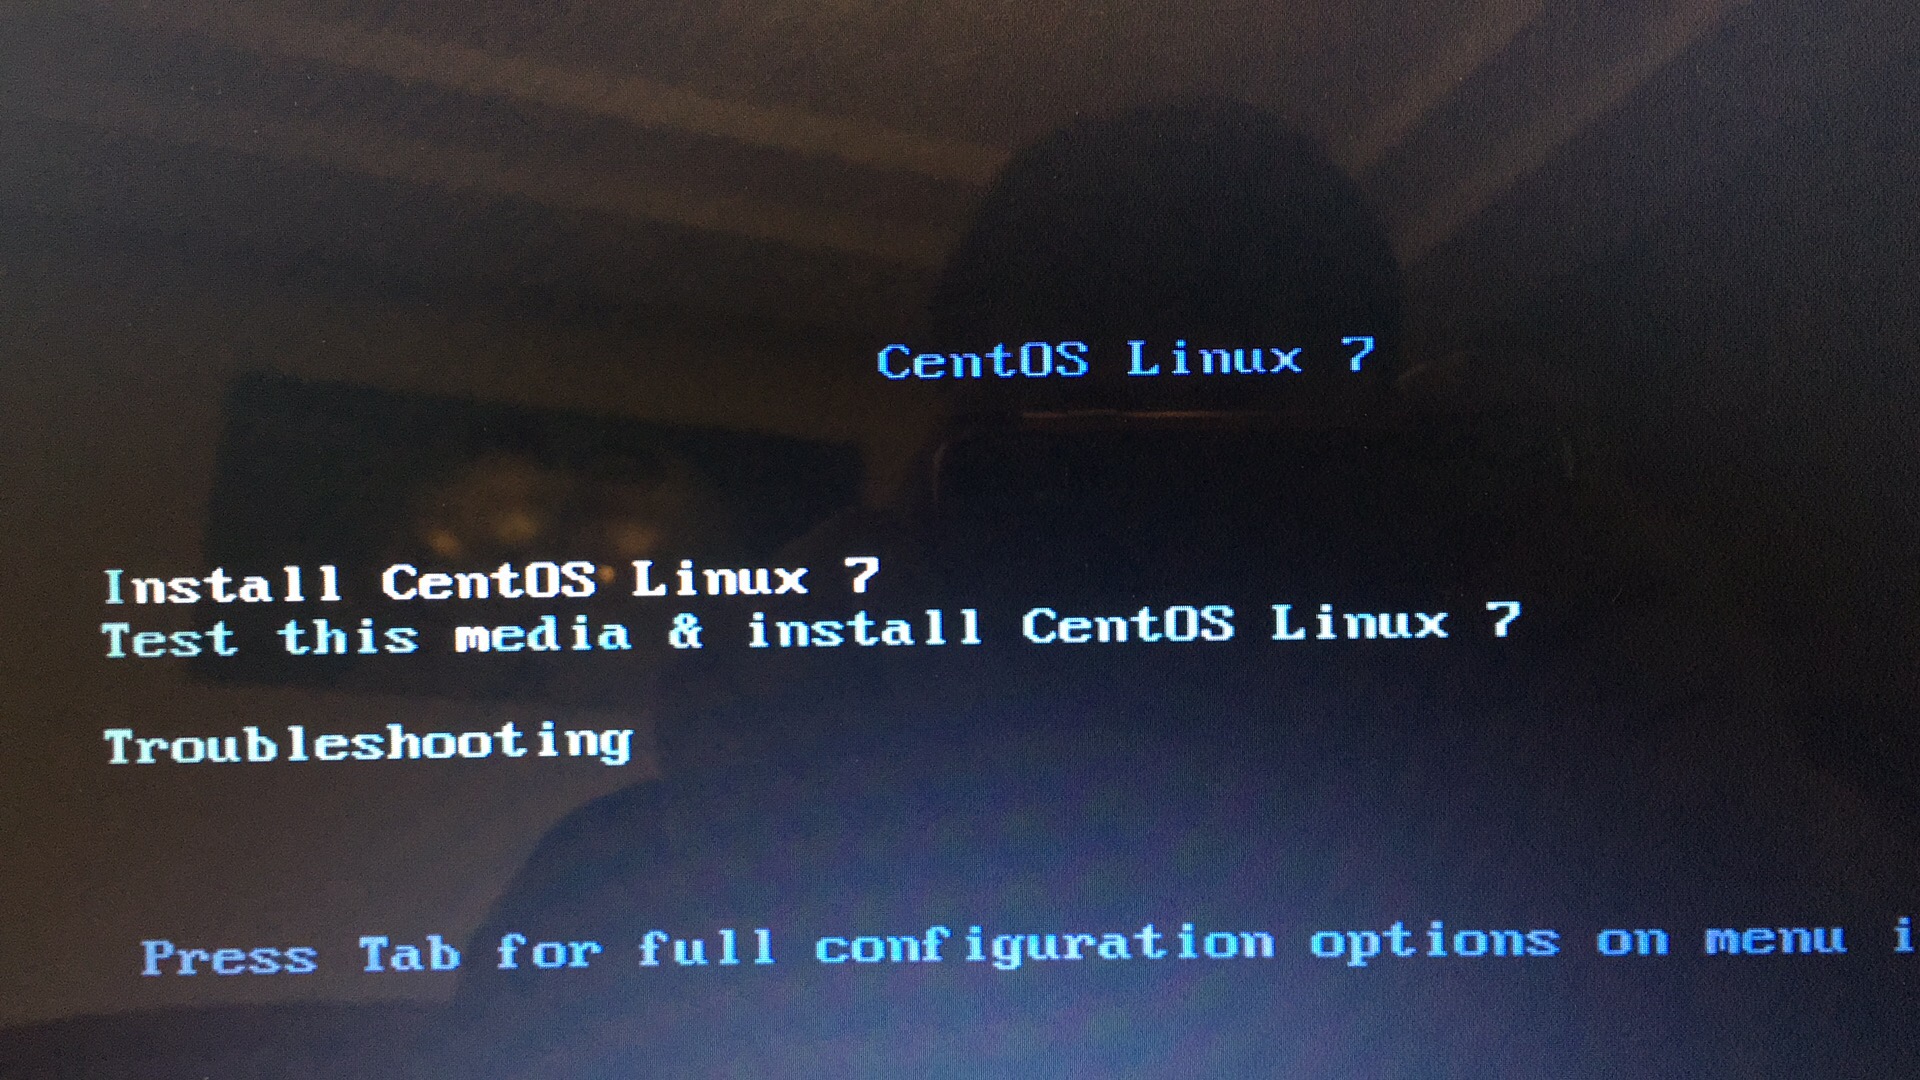 CentOS Linux 7
Install CentOS Linux 7
Test this media & install CentOS Linux 7
Troubleshooting
Press Tab for full configuration options on menu i